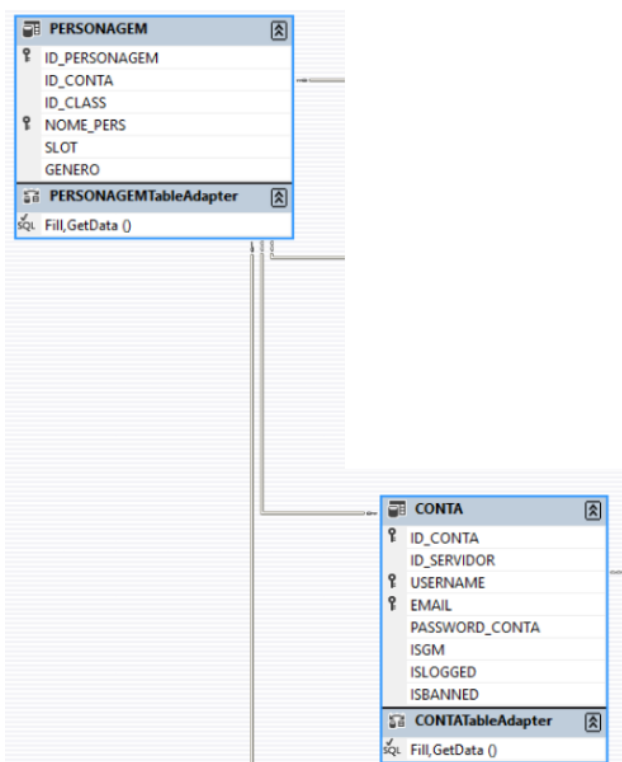 PERSONAGEM
ID_PERSONAGEM
ID_CONTA
ID_CLASS
NOME_PERS
SLOT
GENERO
PERSONAGEMTableAdapter
SQL Fill,GetData ()
CONTA
ID_CONTA
ID_SERVIDOR
USERNAME
EMAIL
PASSWORD_CONTA
ISGM
ISLOGGED
ISBANNED
CONTATableAdapter
SQL Fill,GetData ()